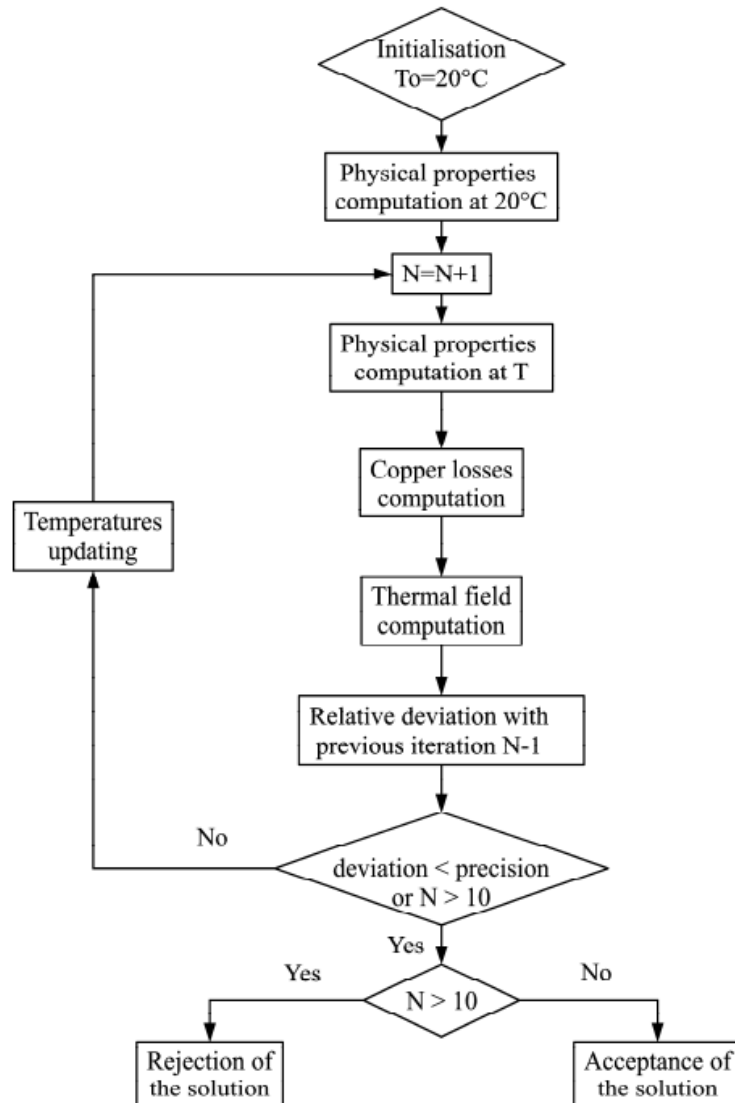 Initialisation
To=20°C
Physical properties
computation at 20°C
N=N+1
Physical properties
computation at T
Copper losses
computation
Temperatures
updating
Thermal field
computation
Relative deviation with
previous iteration N-1
No
deviation < precision
or N > 10
Yes
Yes
No
N > 10
Rejection of
the solution
Acceptance of
the solution